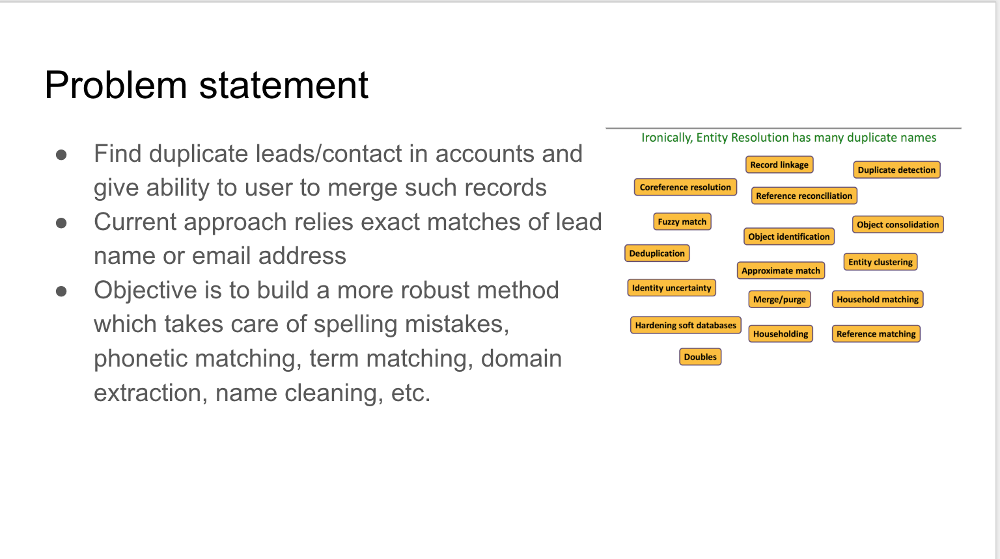 Problem statement
● Find duplicate leads/contact in accounts and
give ability to user to merge such records
● Current approach relies exact matches of lead
name or email address
● Objective is to build a more robust method
which takes care of spelling mistakes,
phonetic matching, term matching, domain
extraction, name cleaning, etc.
Ironically, Entity Resolution has many duplicate names
Record linkage
Duplicate detection
Coreference resolution
Reference reconciliation
Fuzzy match
Object consolidation
Object identification
Deduplication
Entity clustering
Approximate match
Identity uncertainty
Merge/purge
Household matching
Hardening soft databases
Householding
Reference matching
Doubles